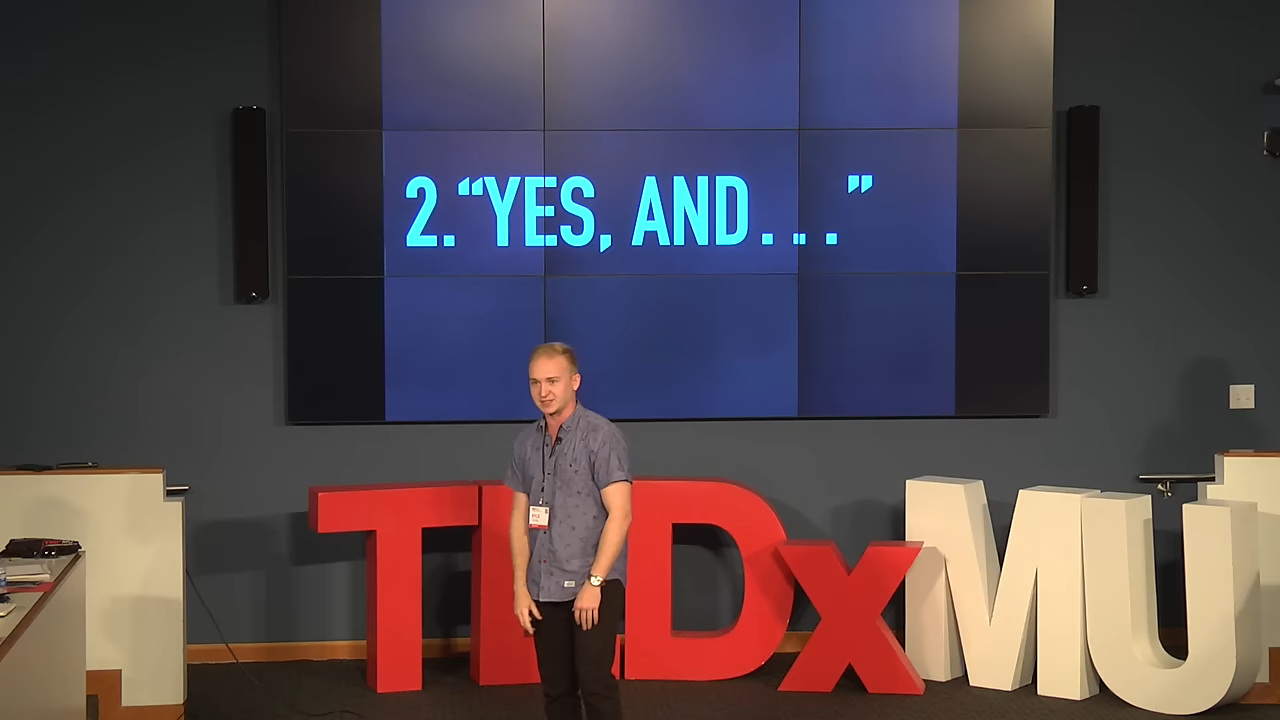 2. “YES, AND . . .”
TEDxMU